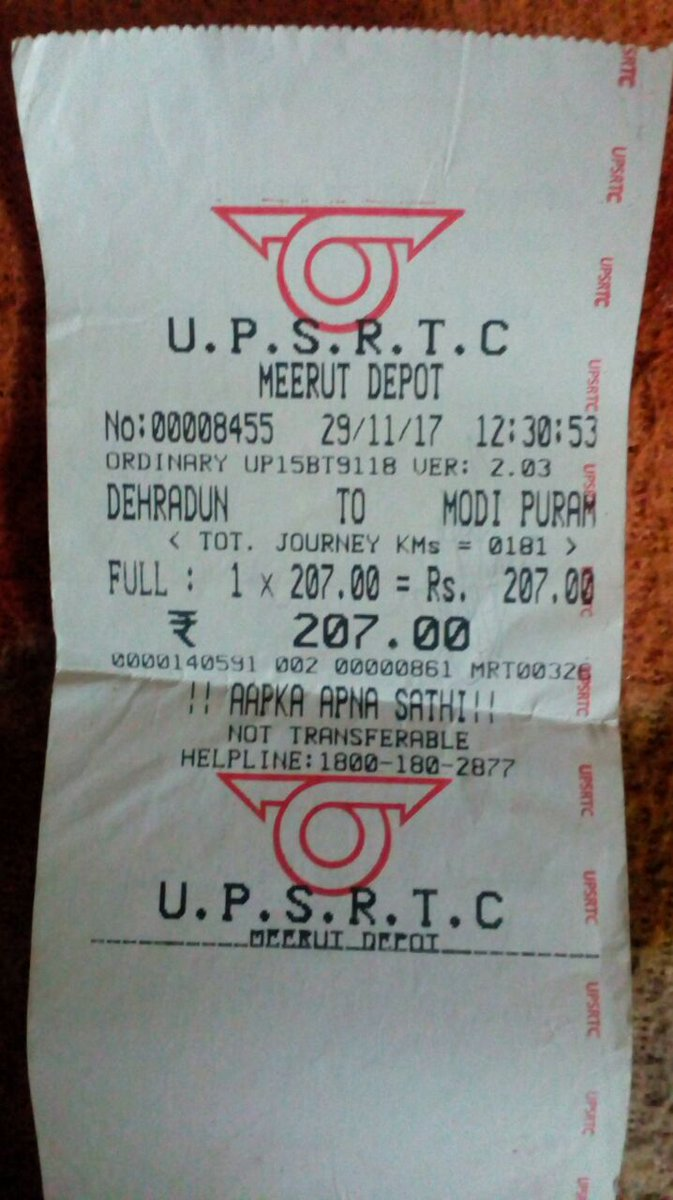 U.P.S.R.T.C
MEERUT DEPOT
No:00008455 29/11/17 12:30:53
ORDINARY UP15BT9118 VER: 2.03
DEHRADUN TO MODI PURAM
< TOT. JOURNEY KMs = 0181 >
FULL : 1 x 207.00 = Rs. 207.00
₹ 207.00
0000140591 002 00000861 MRT00320
!! AAPKA APNA SATHI!!
NOT TRANSFERABLE
HELPLINE:1800-180-2877
U.P.S.R.T.C
MEERUT DEPOT
UPSRTC
UPSRTC
UPSRTC
UPSRTC
UPSRTC
UPSRTC
UPSRTC
UPSRTC
UPSRTC
UPSRTC